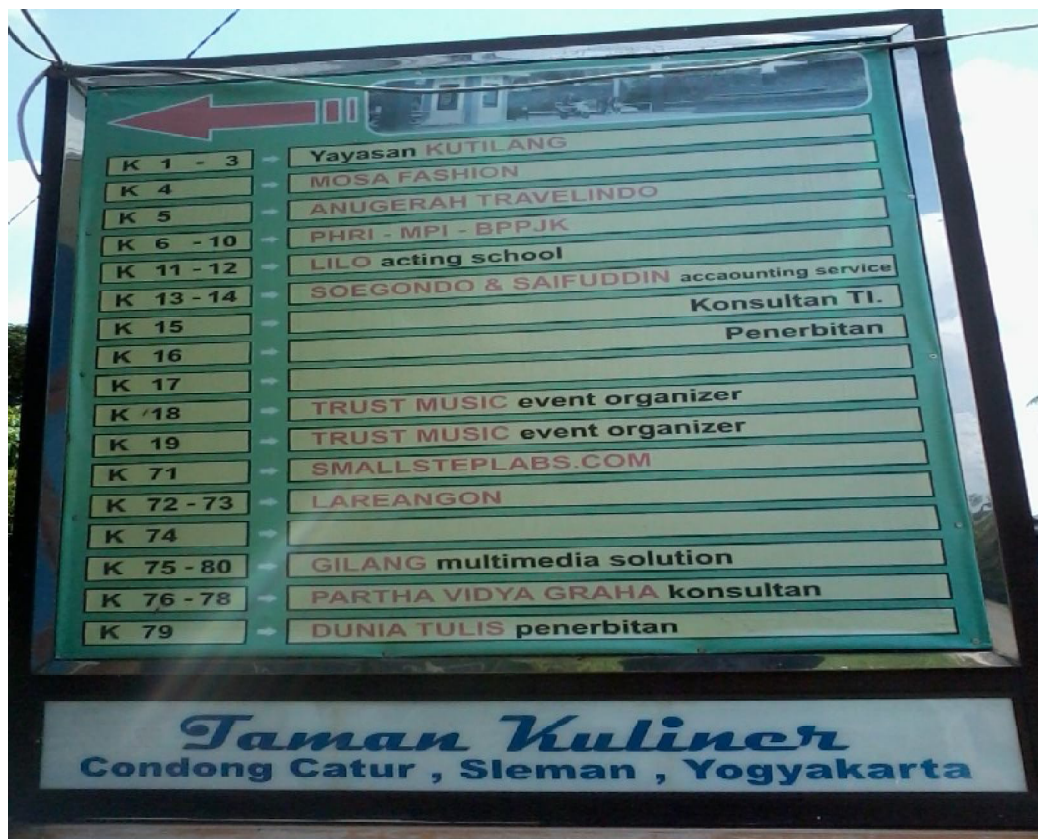 K 1 - 3 Yayasan KUTILANG
K 4 MOSA FASHION
K 5 ANUGERAH TRAVELINDO
K 6 - 10 PHRI - MPI - BPPJK
K 11 - 12 LILO acting school
K 13 - 14 SOEGONDO & SAIFUDDIN accaounting service
K 15 Konsultan TI.
K 16 Penerbitan
K 17
K 18 TRUST MUSIC event organizer
K 19 TRUST MUSIC event organizer
K 71 SMALLSTEPLABS.COM
K 72 - 73 LAREANGON
K 74
K 75 - 80 GILANG multimedia solution
K 76 - 78 PARTHA VIDYA GRAHA konsultan
K 79 DUNIA TULIS penerbitan
Taman Kuliner
Condong Catur , Sleman , Yogyakarta